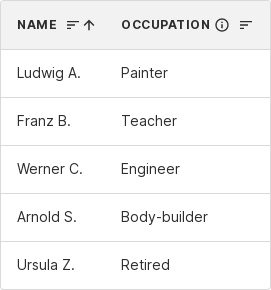 NAME OCCUPATION
Ludwig A. Painter
Franz B. Teacher
Werner C. Engineer
Arnold S. Body-builder
Ursula Z. Retired